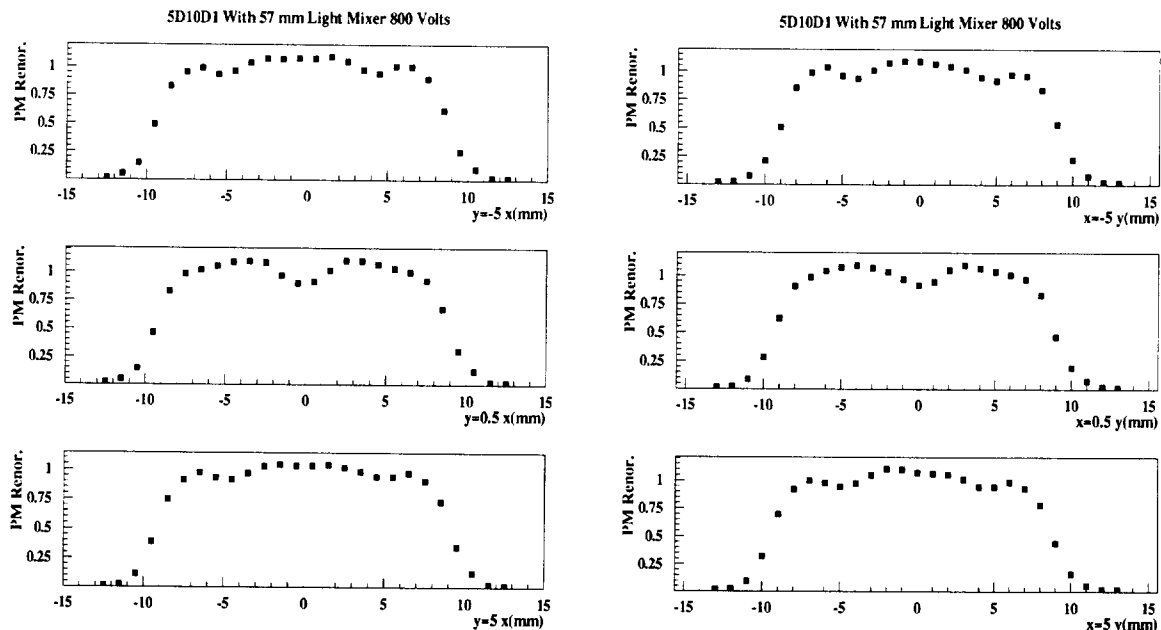 5D10D1 With 57 mm Light Mixer 800 Volts
PM Renor.
1
0.75
0.5
0.25
-15 -10 -5 0 5 10 15
y=-5 x(mm)
PM Renor.
1
0.75
0.5
0.25
-15 -10 -5 0 5 10 15
y=0.5 x(mm)
PM Renor.
1
0.75
0.5
0.25
-15 -10 -5 0 5 10 15
y=5 x(mm)
5D10D1 With 57 mm Light Mixer 800 Volts
PM Renor.
1
0.75
0.5
0.25
-15 -10 -5 0 5 10 15
x=-5 y(mm)
PM Renor.
1
0.75
0.5
0.25
-15 -10 -5 0 5 10 15
x=0.5 y(mm)
PM Renor.
1
0.75
0.5
0.25
-15 -10 -5 0 5 10 15
x=5 y(mm)